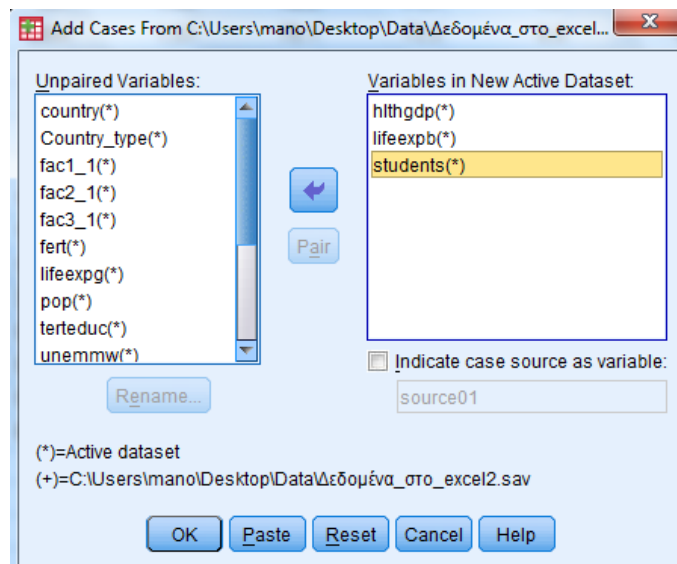 Add Cases From C:\Users\mano\Desktop\Data\Δεδομένα_στο_excel...
Unpaired Variables:
country(*)
Country_type(*)
fac1_1(*)
fac2_1(*)
fac3_1(*)
fert(*)
lifeexpg(*)
pop(*)
terteduc(*)
unemmw(*)
Rename...
Pair
Variables in New Active Dataset:
hlthgdp(*)
lifeexpb(*)
students(*)
Indicate case source as variable:
source01
(*)=Active dataset
(+)=C:\Users\mano\Desktop\Data\Δεδομένα_στο_excel2.sav
OK Paste Reset Cancel Help